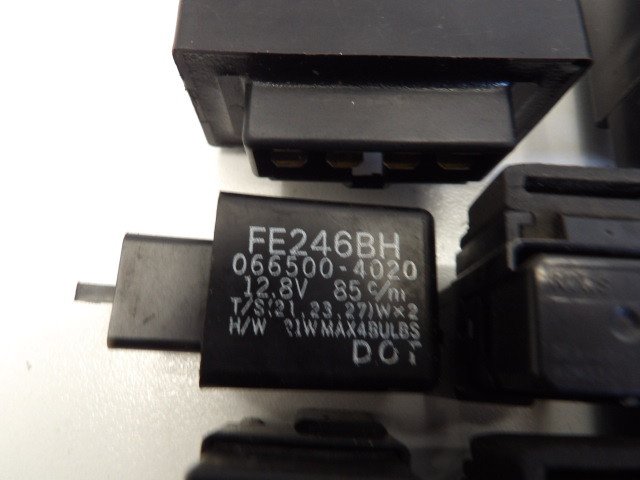 FE246BH
066500-4020
12.8V 85c/m
T/S(21,23,27)W×2
H/W 21W MAX4BULBS
DOT